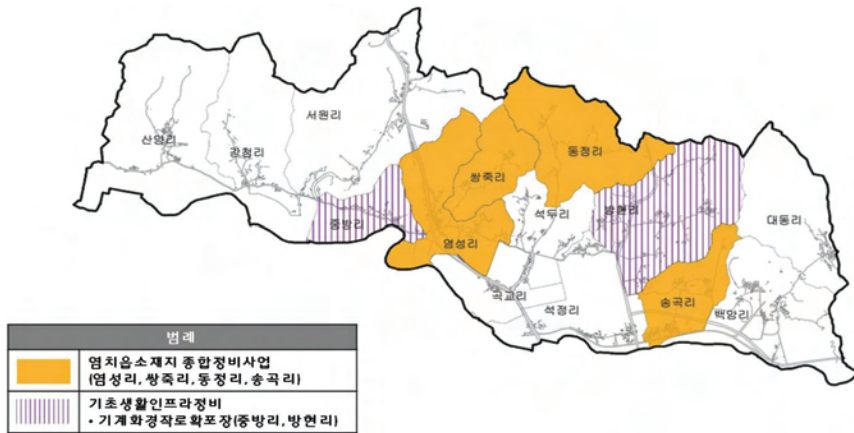 서원리
산양리
강청리
동정리
쌍죽리
방현리
석두리
대동리
중방리
염성리
곡교리
석정리
송곡리
백암리
범례
염치읍소재지 종합정비사업
(염성리, 쌍죽리, 동정리, 송곡리)
기초생활인프라정비
• 기계화경작로확포장(중방리, 방현리)